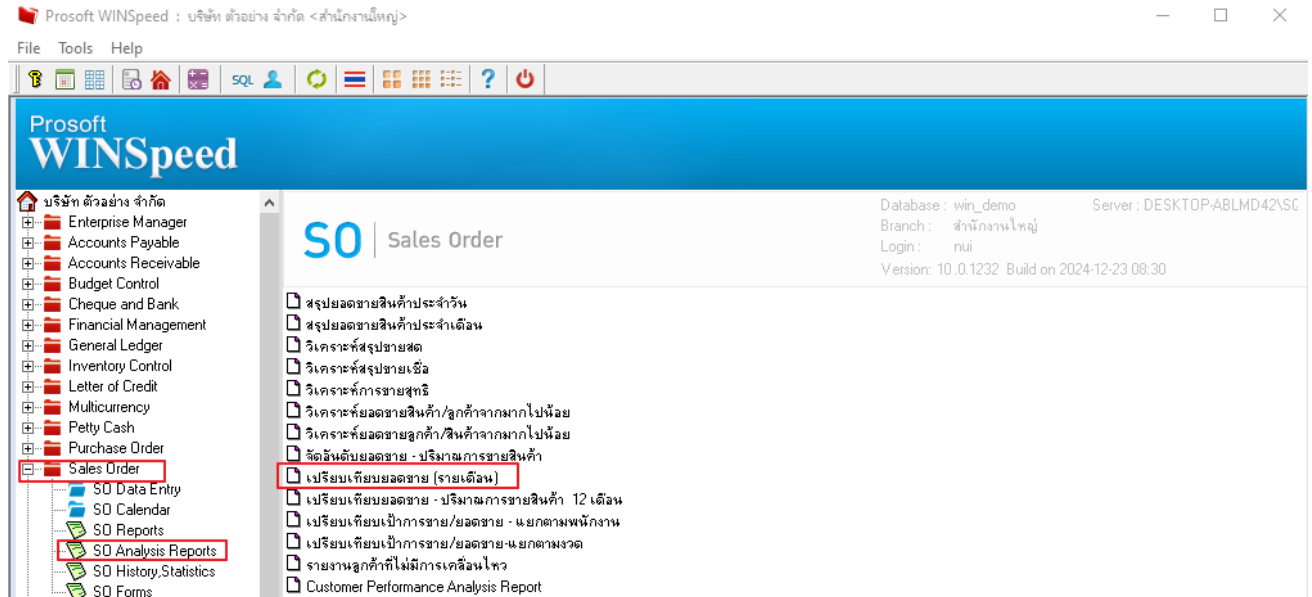 Prosoft WINSpeed : บริษัท ตัวอย่าง จำกัด <สำนักงานใหญ่>
File Tools Help
SQL
?
Prosoft
WINSpeed
บริษัท ตัวอย่าง จำกัด
Enterprise Manager
Accounts Payable
Accounts Receivable
Budget Control
Cheque and Bank
Financial Management
General Ledger
Inventory Control
Letter of Credit
Multicurrency
Petty Cash
Purchase Order
Sales Order
SO Data Entry
SO Calendar
SO Reports
SO Analysis Reports
SO History,Statistics
SO Forms
SO Sales Order
Database : win_demo Server : DESKTOP-ABLMD42\SC
Branch : สำนักงานใหญ่
Login : nui
Version: 10.0.1232 Build on 2024-12-23 08:30
สรุปยอดขายสินค้าประจำวัน
สรุปยอดขายสินค้าประจำเดือน
วิเคราะห์สรุปขายสด
วิเคราะห์สรุปขายเชื่อ
วิเคราะห์การขายสุทธิ
วิเคราะห์ยอดขายสินค้า/ลูกค้าจากมากไปน้อย
วิเคราะห์ยอดขายลูกค้า/สินค้าจากมากไปน้อย
จัดอันดับยอดขาย - ปริมาณการขายสินค้า
เปรียบเทียบยอดขาย (รายเดือน)
เปรียบเทียบยอดขาย - ปริมาณการขายสินค้า 12 เดือน
เปรียบเทียบเป้าการขาย/ยอดขาย - แยกตามพนักงาน
เปรียบเทียบเป้าการขาย/ยอดขาย-แยกตามงวด
รายงานลูกค้าที่ไม่มีการเคลื่อนไหว
Customer Performance Analysis Report